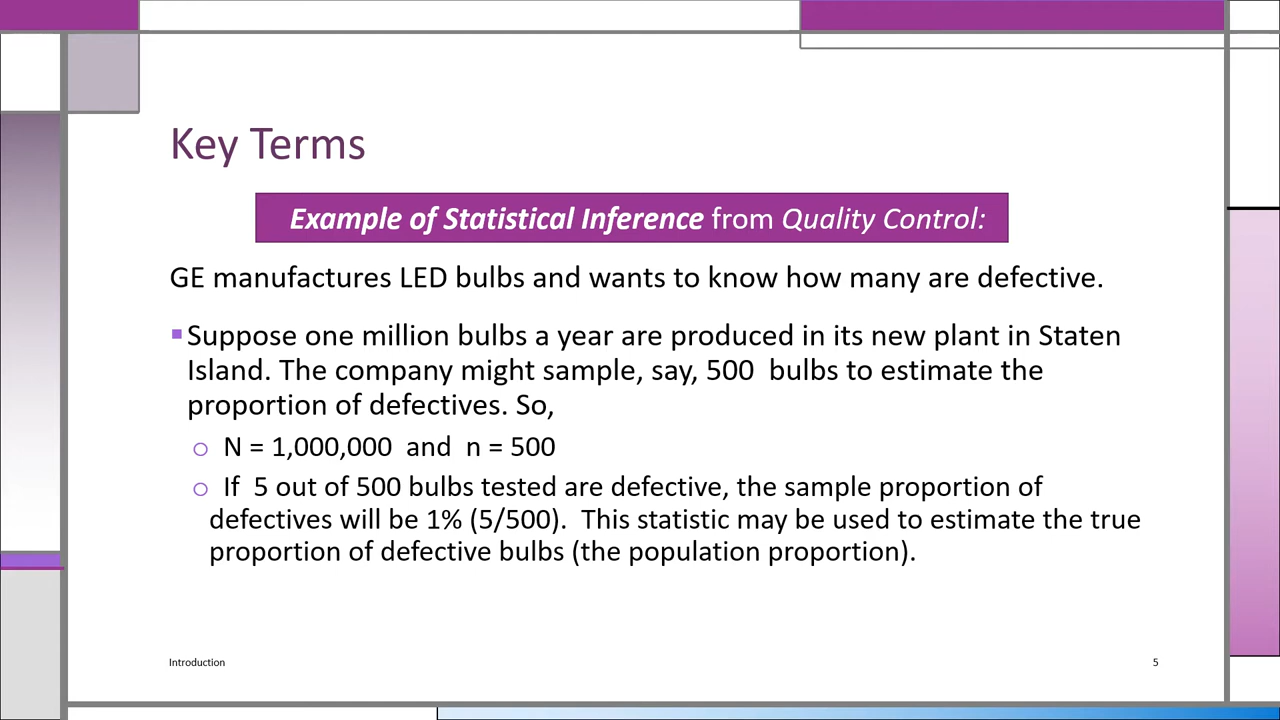 Key Terms
Example of Statistical Inference from Quality Control:
GE manufactures LED bulbs and wants to know how many are defective.
▪ Suppose one million bulbs a year are produced in its new plant in Staten
Island. The company might sample, say, 500  bulbs to estimate the
proportion of defectives. So,
o N = 1,000,000  and  n = 500
o If  5 out of 500 bulbs tested are defective, the sample proportion of
defectives will be 1% (5/500).  This statistic may be used to estimate the true
proportion of defective bulbs (the population proportion).
Introduction
5